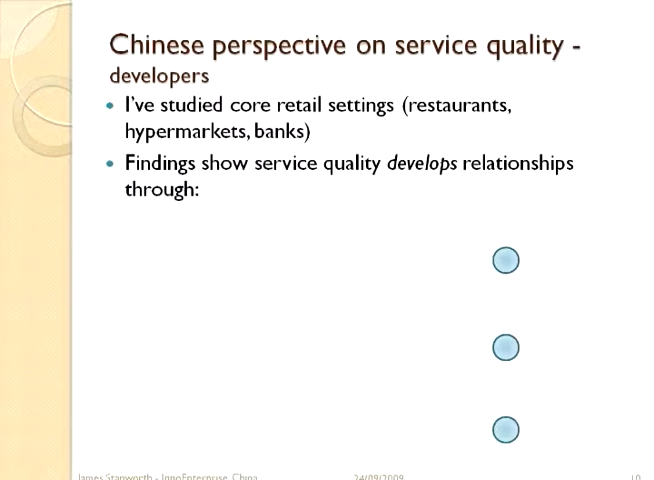 Chinese perspective on service quality -
developers
I've studied core retail settings (restaurants,
hypermarkets, banks)
Findings show service quality develops relationships
through:
James Stanworth - InnoEnterprise, China
24/09/2009
10